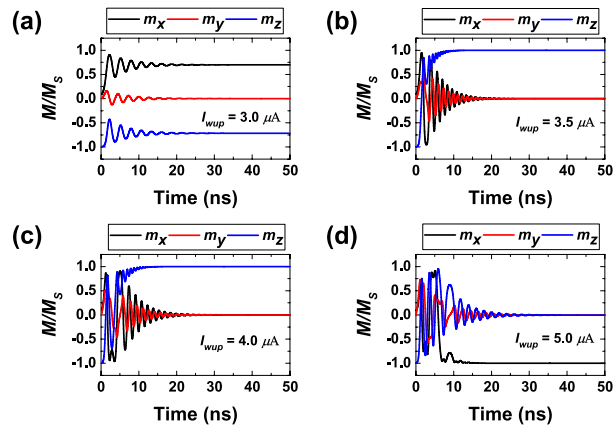 (a)
m_x m_y m_z
M/M_S
1.0
0.5
0.0
-0.5
-1.0
I_wup = 3.0 μA
0 10 20 30 40 50
Time (ns)
(b)
m_x m_y m_z
M/M_S
1.0
0.5
0.0
-0.5
-1.0
I_wup = 3.5 μA
0 10 20 30 40 50
Time (ns)
(c)
m_x m_y m_z
M/M_S
1.0
0.5
0.0
-0.5
-1.0
I_wup = 4.0 μA
0 10 20 30 40 50
Time (ns)
(d)
m_x m_y m_z
M/M_S
1.0
0.5
0.0
-0.5
-1.0
I_wup = 5.0 μA
0 10 20 30 40 50
Time (ns)